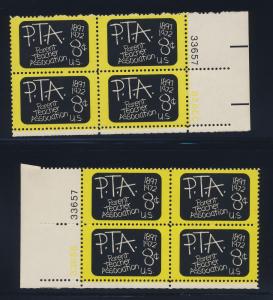 P.T.A. 1897
1972
Parent
Teacher 8¢
Association U.S
P.T.A. 1897
1972
Parent
Teacher 8¢
Association U.S
33657
P.T.A. 1897
1972
Parent
Teacher 8¢
Association U.S
P.T.A. 1897
1972
Parent
Teacher 8¢
Association U.S
33657
P.T.A. 1897
1972
Parent
Teacher 8¢
Association U.S
P.T.A. 1897
1972
Parent
Teacher 8¢
Association U.S
P.T.A. 1897
1972
Parent
Teacher 8¢
Association U.S
P.T.A. 1897
1972
Parent
Teacher 8¢
Association U.S